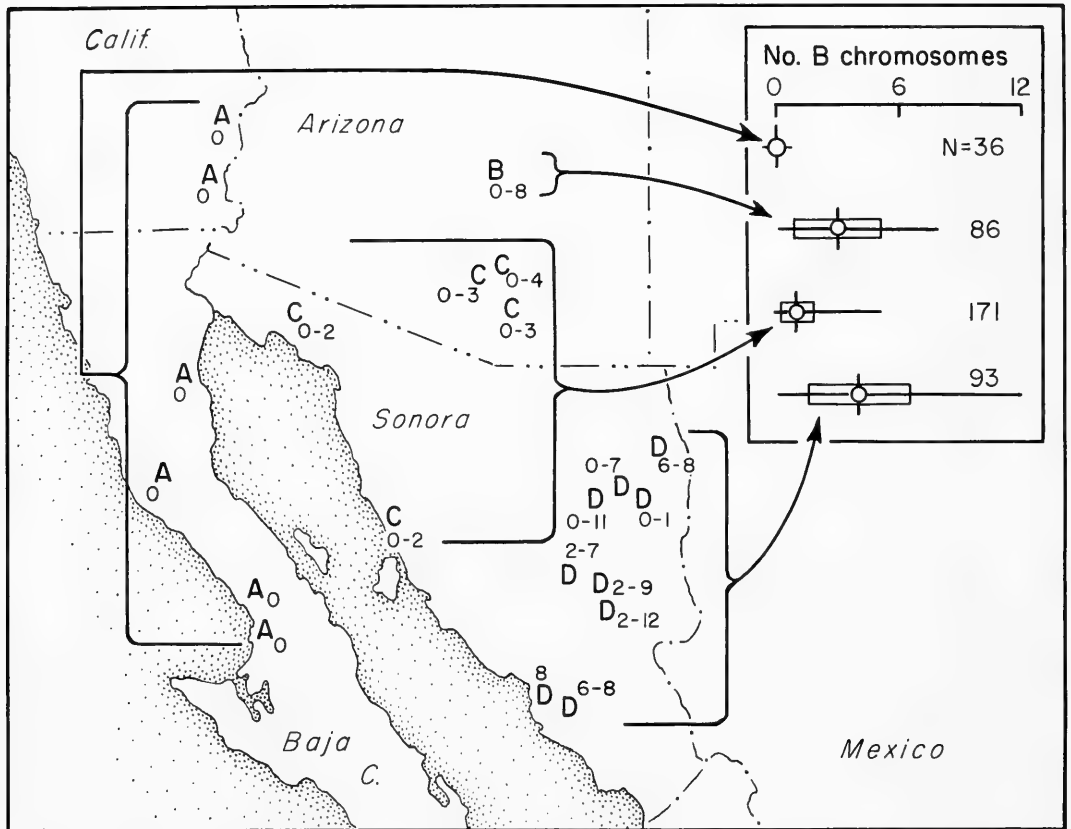 Calif.
Arizona
A
0
A
0
B
0-8
C
0-3
C
0-4
C
0-3
C
0-2
A
0
Sonora
A
0
C
0-2
D
6-8
0-7
D
D
0-11
D
0-1
2-7
D
D
2-9
D
2-12
A
0
A
0
8
D
D
6-8
Baja
C.
Mexico
No. B chromosomes
0 6 12
N=36
86
171
93